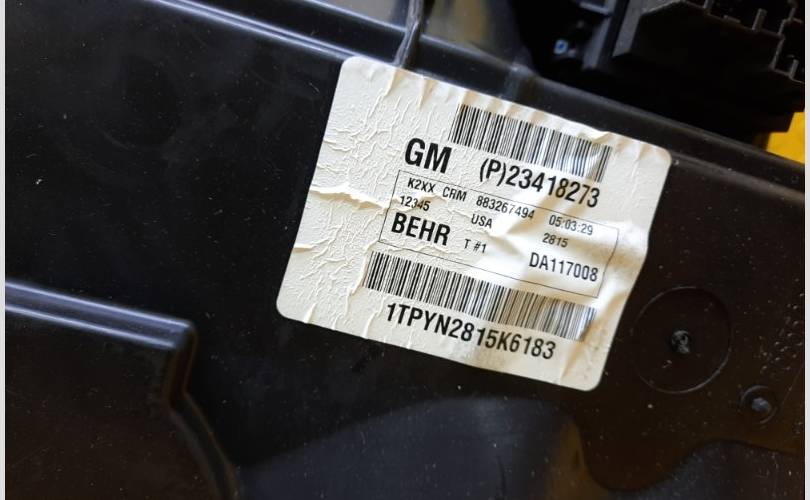 GM (P)23418273
K2XX CRM 883267494 05:03:29
12345 USA 2815
BEHR T #1 DA117008
1TPYN2815K6183